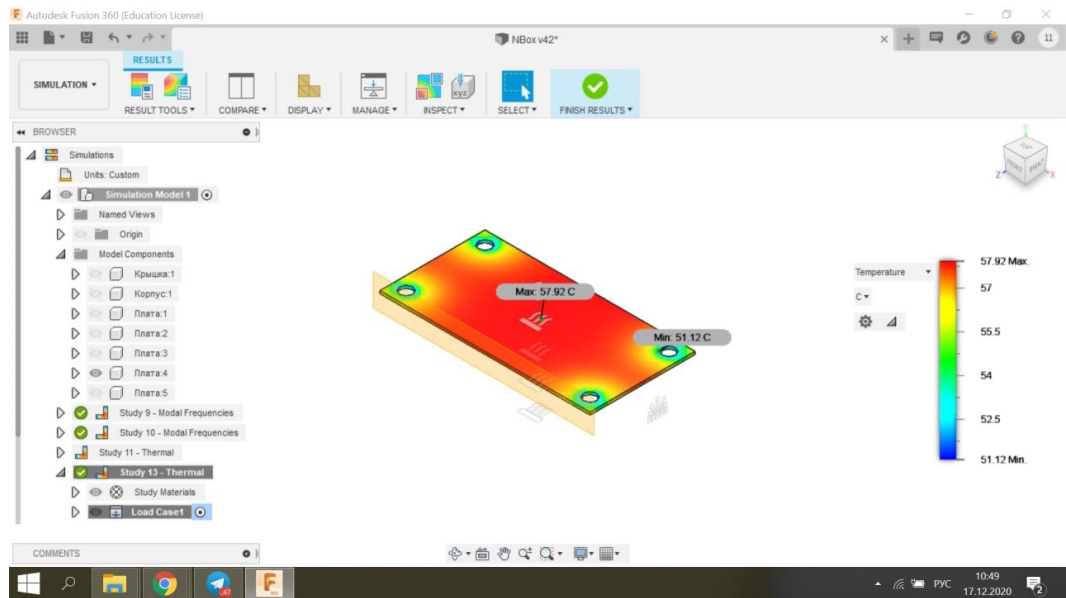 Autodesk Fusion 360 (Education License)
NBox v42*
11
RESULTS
SIMULATION
RESULT TOOLS
COMPARE
DISPLAY
MANAGE
INSPECT
SELECT
FINISH RESULTS
BROWSER
Simulations
Units: Custom
Simulation Model 1
Named Views
Origin
Model Components
Крышка:1
Корпус:1
Плата:1
Плата:2
Плата:3
Плата:4
Плата:5
Study 9 - Modal Frequencies
Study 10 - Modal Frequencies
Study 11 - Thermal
Study 13 - Thermal
Study Materials
Load Case1
Max: 57.92 C
Min: 51.12 C
TOP
FRONT
RIGHT
Y
Z
X
Temperature
C
57.92 Max.
57
55.5
54
52.5
51.12 Min.
COMMENTS
РУС
10:49
17.12.2020